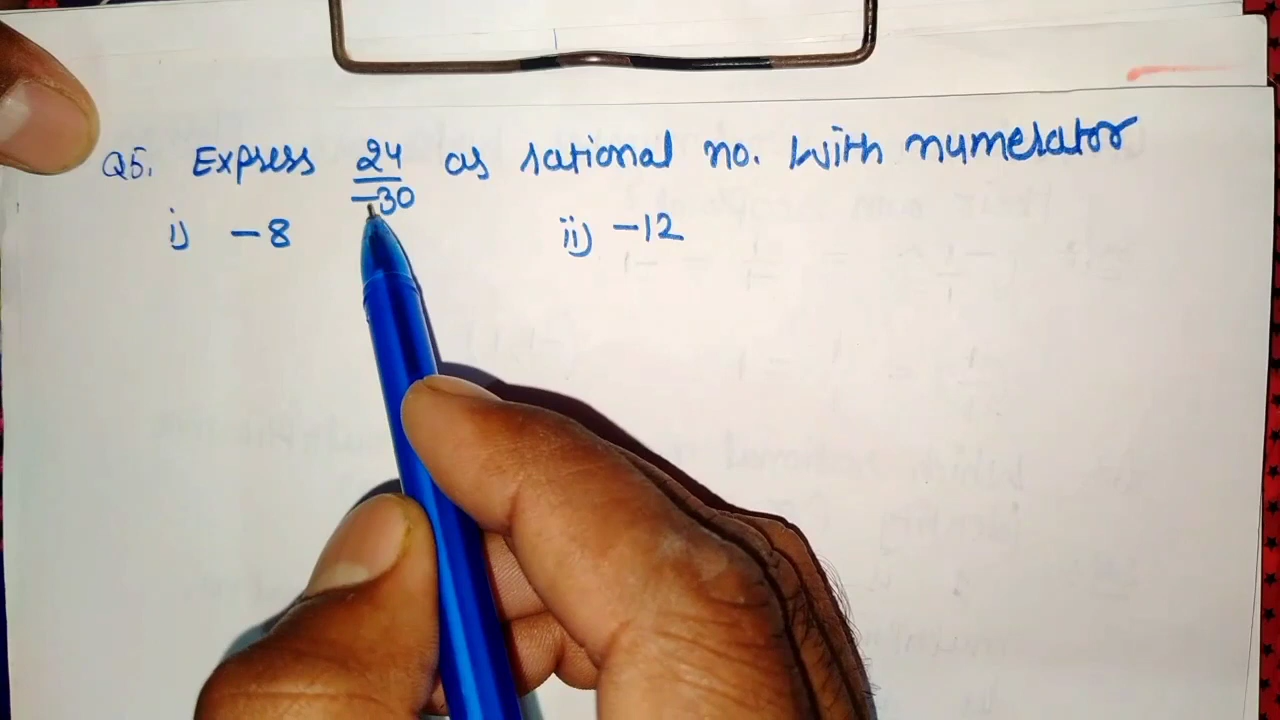 Q5. Express 24/-30 as rational no. with numerator
i) -8 ii) -12